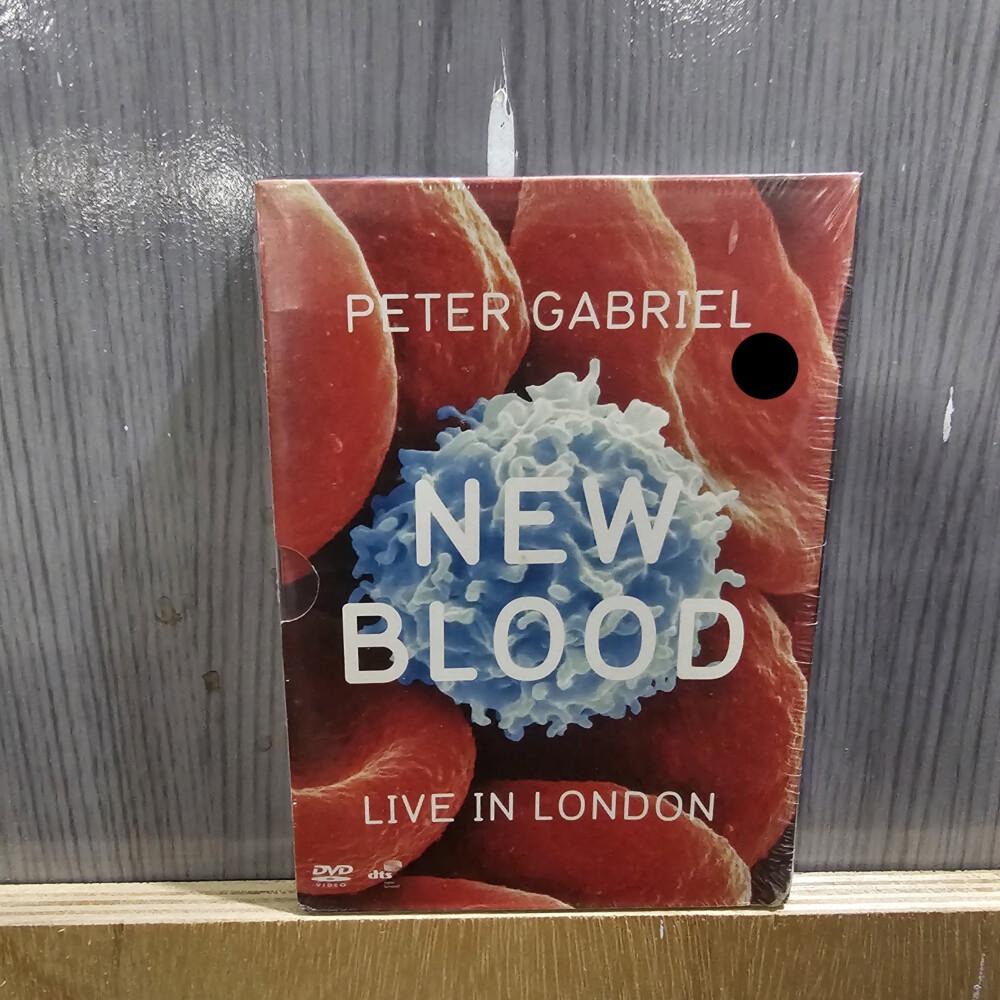 PETER GABRIEL
NEW
BLOOD
LIVE IN LONDON
DVD
VIDEO
dts